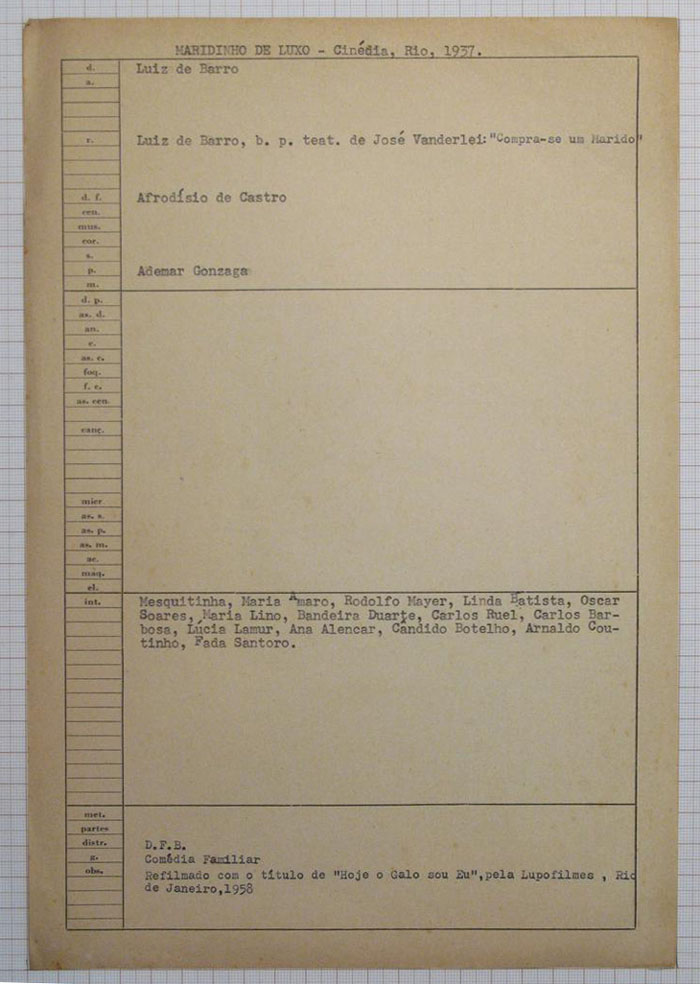 MARIDINHO DE LUXO - Cinédia, Rio, 1937.
d. Luiz de Barro
a.
r. Luiz de Barro, b. p. teat. de José Vanderlei: "Compra-se um Marido"
d. f. Afrodísio de Castro
cen.
mus.
cor.
s.
p. Ademar Gonzaga
m.
d. p.
as. d.
an.
c.
as. c.
foq.
f. c.
as. cen.
canç.
micr.
as. s.
as. p.
as. m.
ac.
maq.
el.
int. Mesquitinha, Maria Amaro, Rodolfo Mayer, Linda Batista, Oscar
Soares, Maria Lino, Bandeira Duarte, Carlos Ruel, Carlos Bar-
bosa, Lúcia Lamur, Ana Alencar, Cândido Botelho, Arnaldo Cou-
tinho, Fada Santoro.
met.
partes
distr. D.F.B.
g. Comédia Familiar
obs. Refilmado com o título de "Hoje o Galo sou Eu",pela Lupofilmes , Rio
de Janeiro,1958